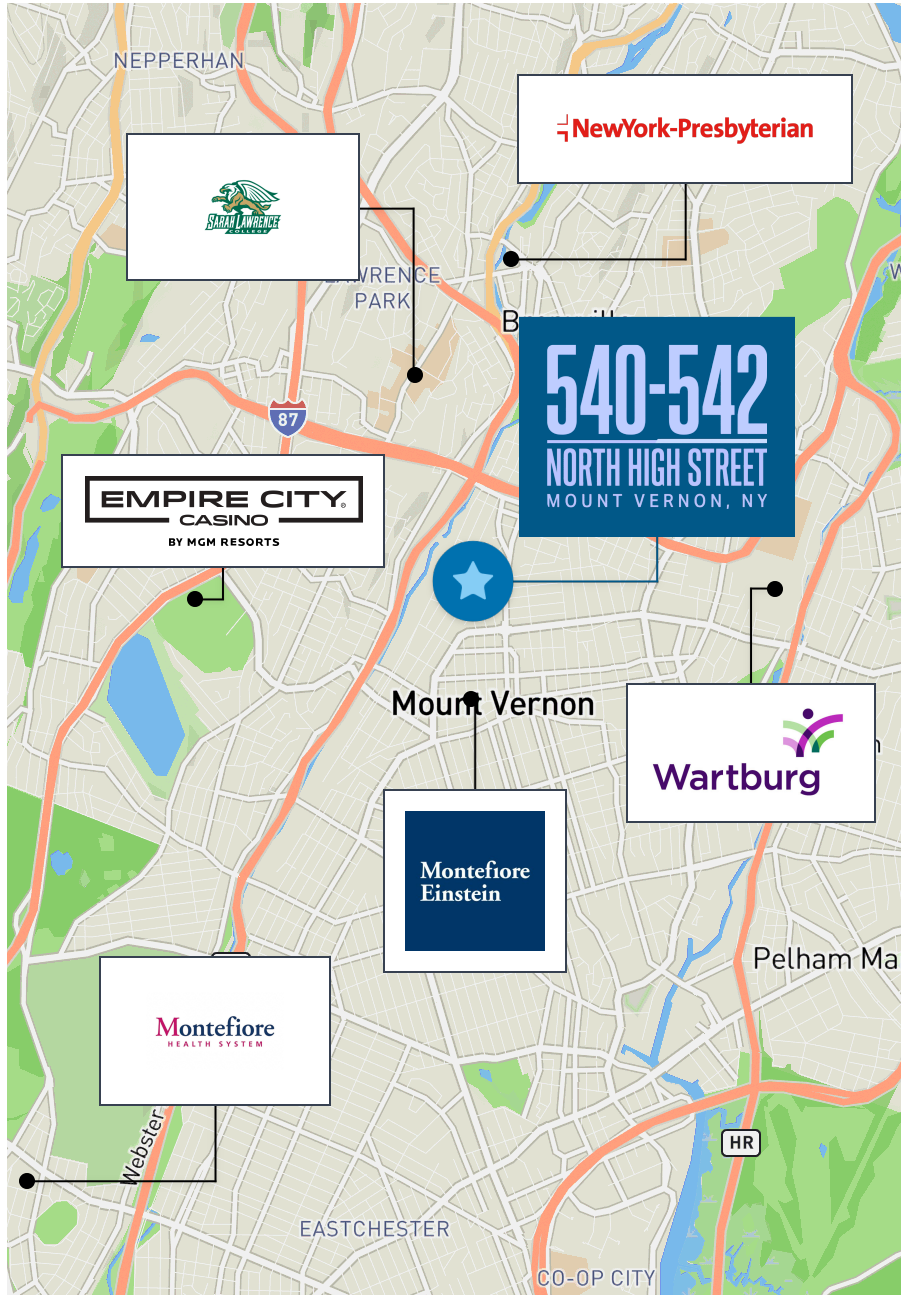 NEPPERHAN
NewYork-Presbyterian
SARAH LAWRENCE
COLLEGE
LAWRENCE
PARK
540-542
NORTH HIGH STREET
MOUNT VERNON, NY
87
EMPIRE CITY®
CASINO
BY MGM RESORTS
Mount Vernon
Wartburg
Montefiore
Einstein
Pelham Ma
Montefiore
HEALTH SYSTEM
Webster
HR
EASTCHESTER
CO-OP CITY